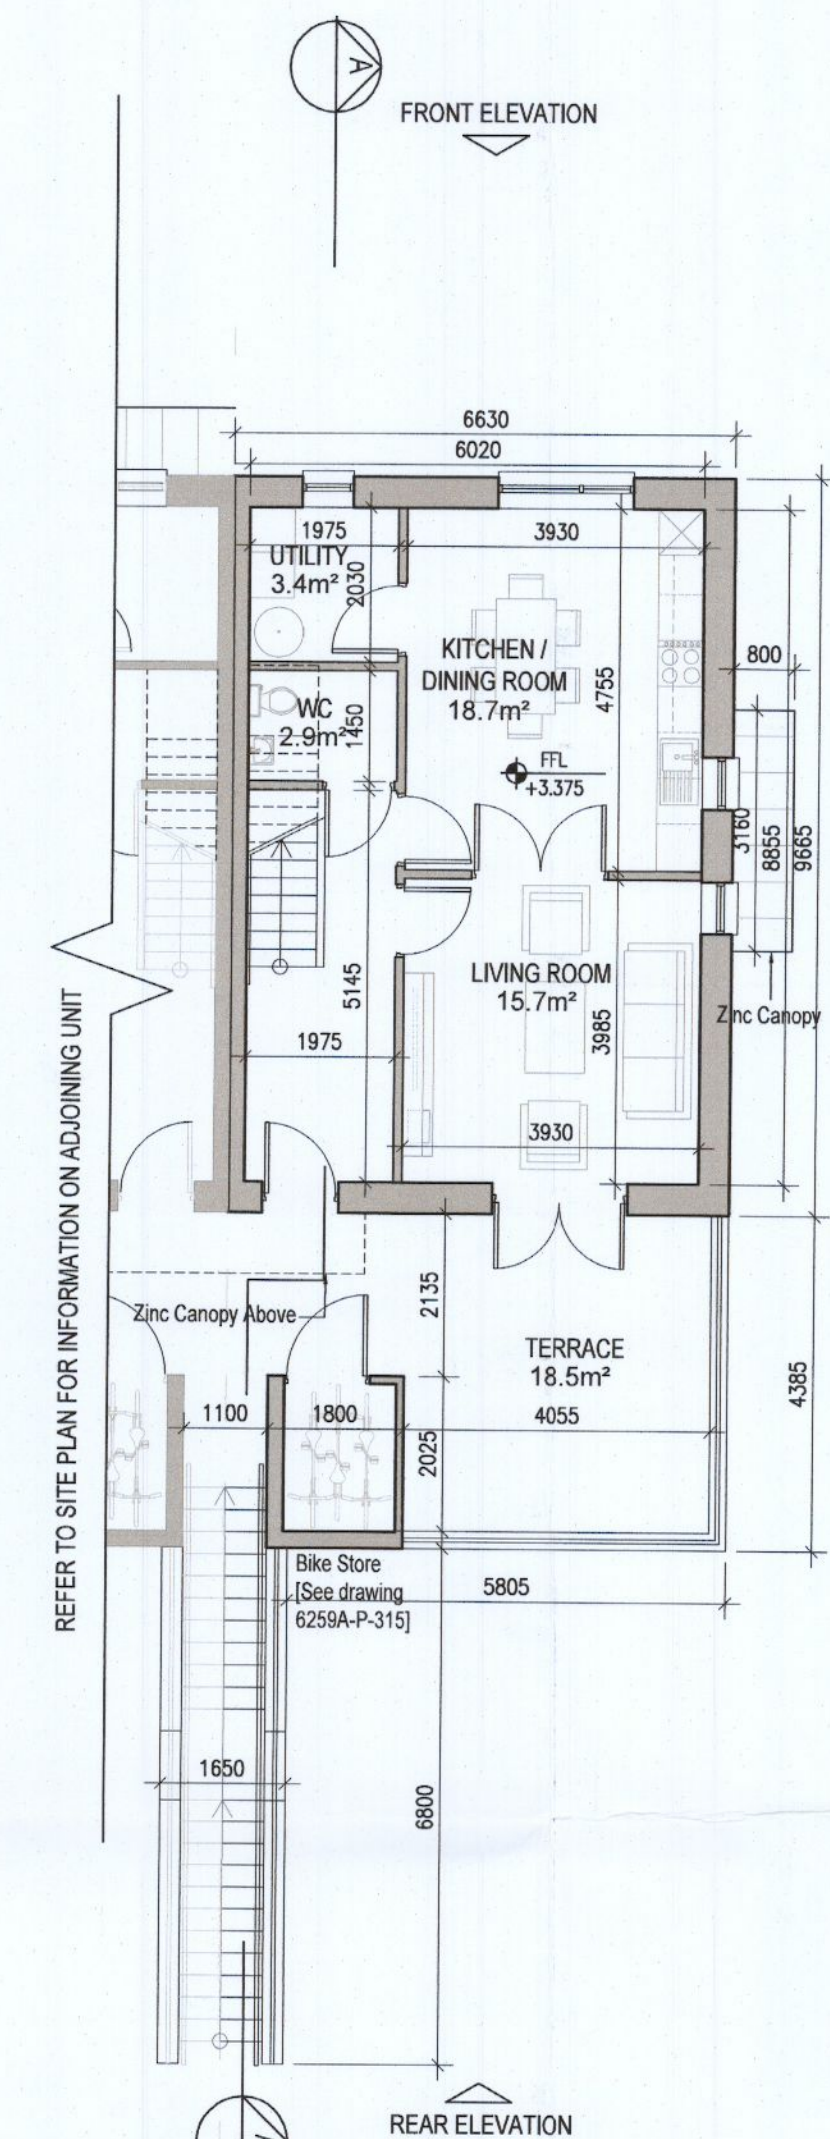 A
FRONT ELEVATION
6630
6020
1975
3930
UTILITY
3.4m²
2030
KITCHEN /
DINING ROOM
18.7m²
4755
800
WC
2.9m²
1450
FFL
+3.375
3160
8855
9665
LIVING ROOM
15.7m²
5145
3985
Zinc Canopy
1975
3930
REFER TO SITE PLAN FOR INFORMATION ON ADJOINING UNIT
Zinc Canopy Above
2135
TERRACE
18.5m²
4385
1100
1800
4055
2025
Bike Store
[See drawing
6259A-P-315]
5805
1650
6800
REAR ELEVATION